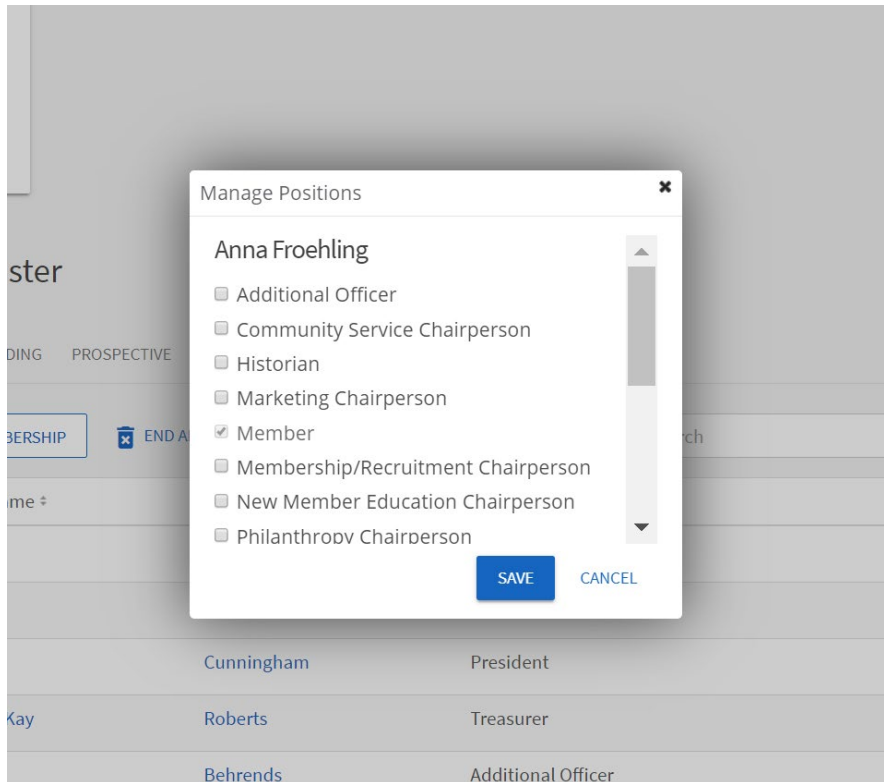 Manage Positions
Anna Froehling
ster
Additional Officer
Community Service Chairperson
DING PROSPECTIVE
Historian
Marketing Chairperson
BERSHIP END A
Member
rch
Membership/Recruitment Chairperson
me
New Member Education Chairperson
Philanthropy Chairperson
SAVE CANCEL
Cunningham President
Kay Roberts Treasurer
Behrends Additional Officer